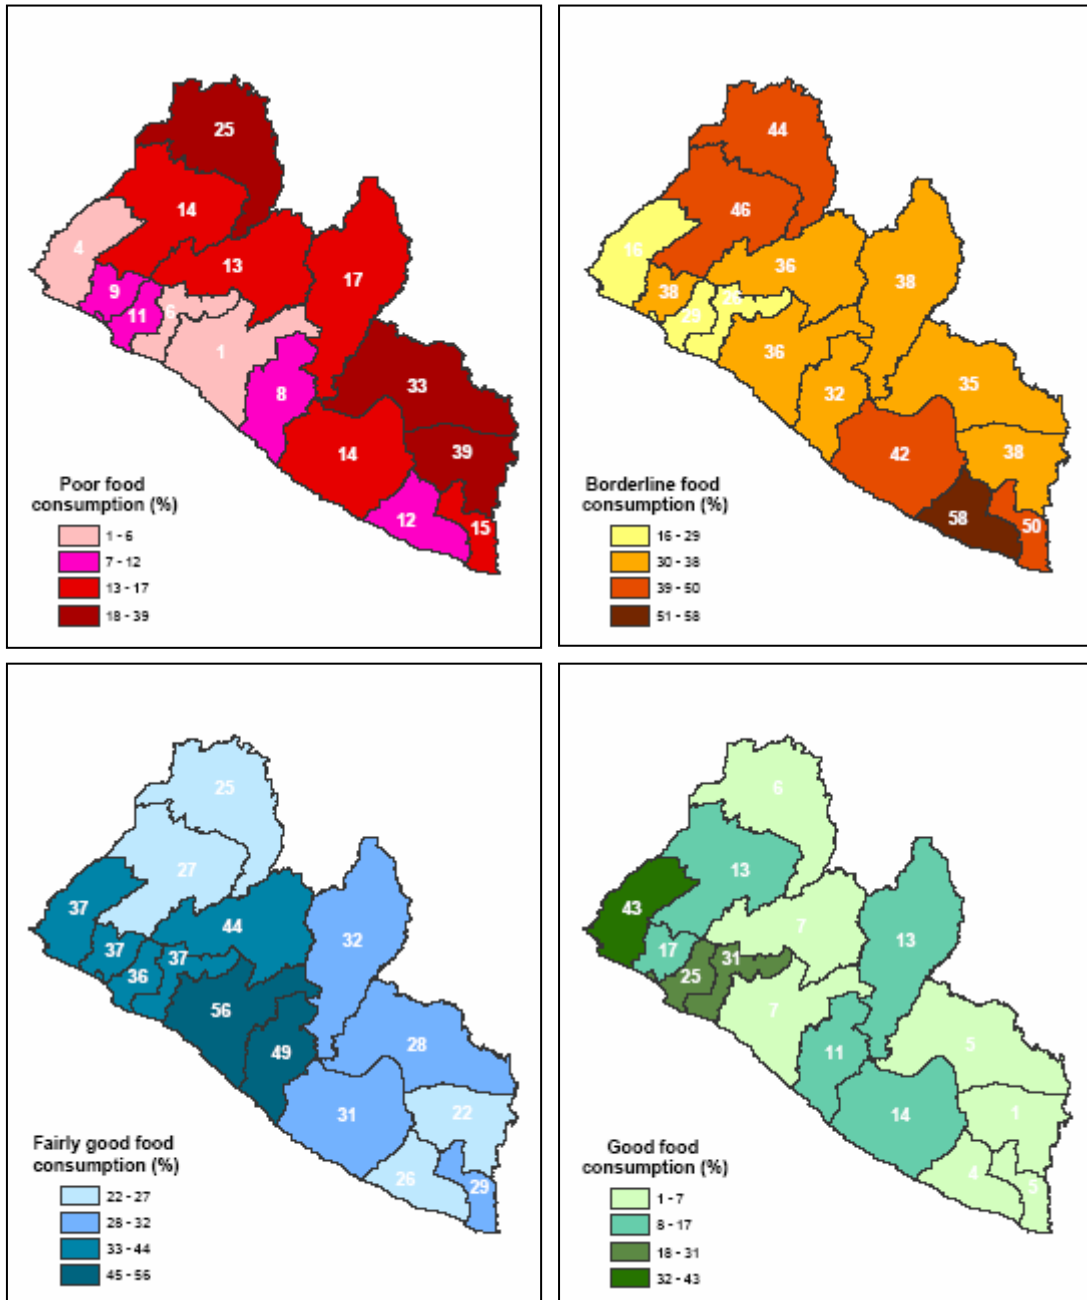 25
14
4
13
17
9
11
6
1
8
33
14
39
12
15
Poor food
consumption (%)
1 - 6
7 - 12
13 - 17
18 - 39
44
46
16
36
38
38
26
29
36
32
35
42
38
58
50
Borderline food
consumption (%)
16 - 29
30 - 38
39 - 50
51 - 58
25
27
37
44
32
37
37
36
56
49
28
31
22
26
29
Fairly good food
consumption (%)
22 - 27
28 - 32
33 - 44
45 - 56
6
13
43
7
13
17
31
25
7
11
5
14
1
4
5
Good food
consumption (%)
1 - 7
8 - 17
18 - 31
32 - 43